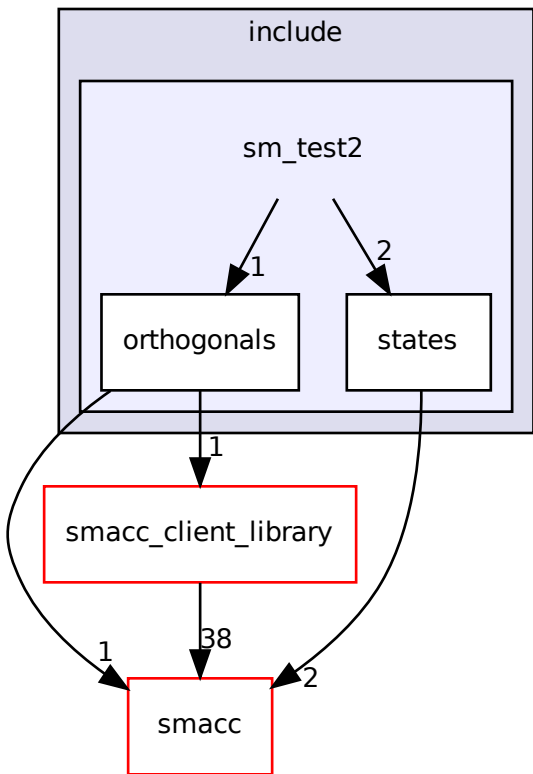 include
sm_test2
1
2
orthogonals
states
1
smacc_client_library
38
1
2
smacc